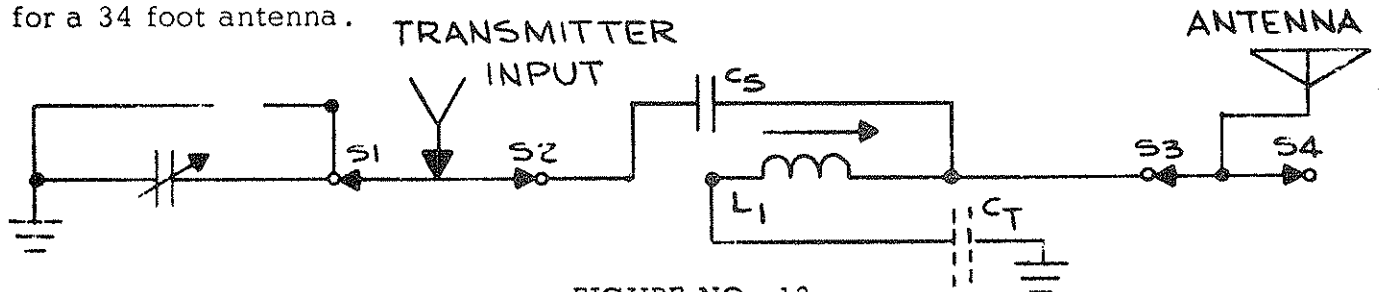 for a 34 foot antenna.
TRANSMITTER
INPUT
ANTENNA
CS
S1
S2
S3
S4
L1
CT